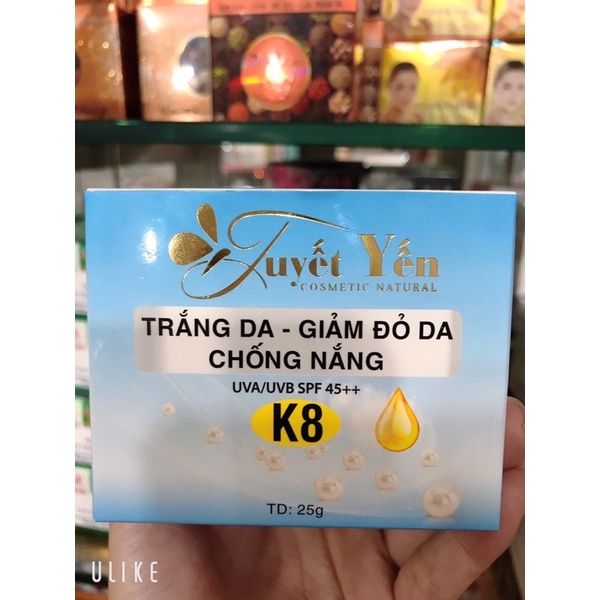 Tuyết Yến
COSMETIC NATURAL
TRẮNG DA - GIẢM ĐỎ DA
CHỐNG NẮNG
UVA/UVB SPF 45++
K8
TD: 25g
ULIKE